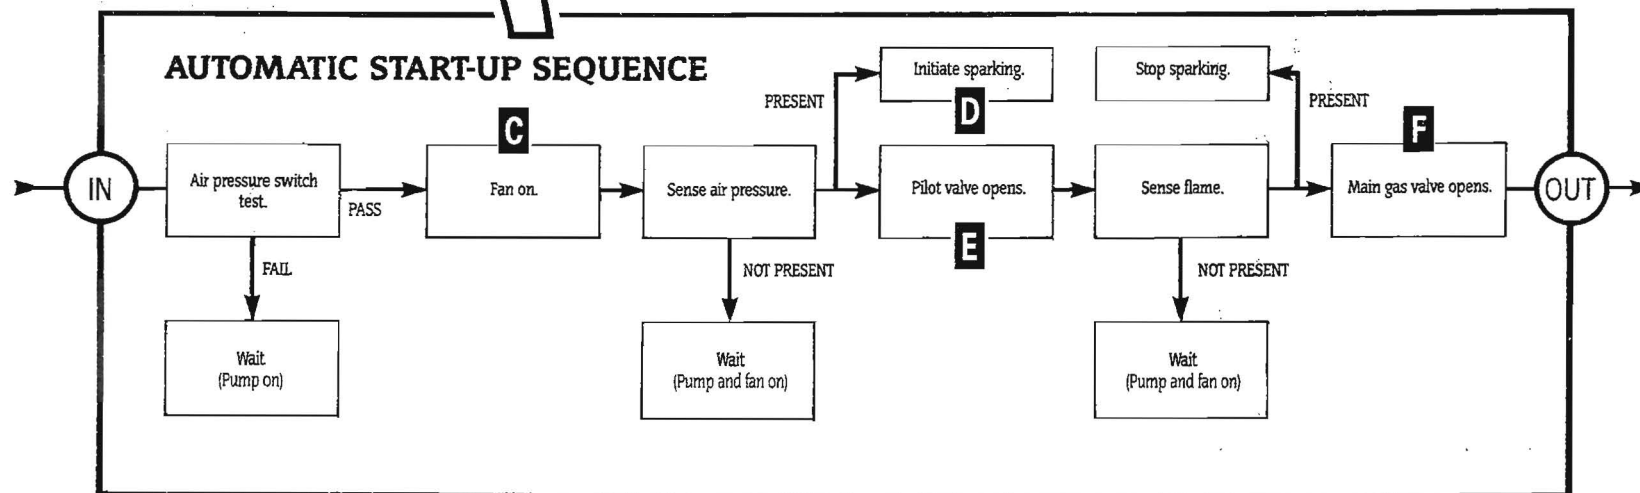 AUTOMATIC START-UP SEQUENCE
Initiate sparking.
Stop sparking.
PRESENT
D
PRESENT
C
F
IN
Air pressure switch
test.
PASS
Fan on.
Sense air pressure.
Pilot valve opens.
Sense flame.
Main gas valve opens.
OUT
E
FAIL
NOT PRESENT
NOT PRESENT
Wait
(Pump on)
Wait
(Pump and fan on)
Wait
(Pump and fan on)